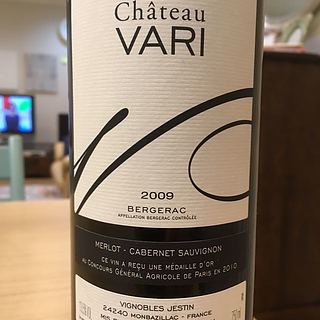 Château
VARI
2009
BERGERAC
APPELLATION BERGERAC CONTRÔLÉE
MERLOT - CABERNET SAUVIGNON
CE VIN A REÇU UNE MÉDAILLE D'OR
AU CONCOURS GÉNÉRAL AGRICOLE DE PARIS EN 2010
VIGNOBLES JESTIN
24240 MONBAZILLAC - FRANCE